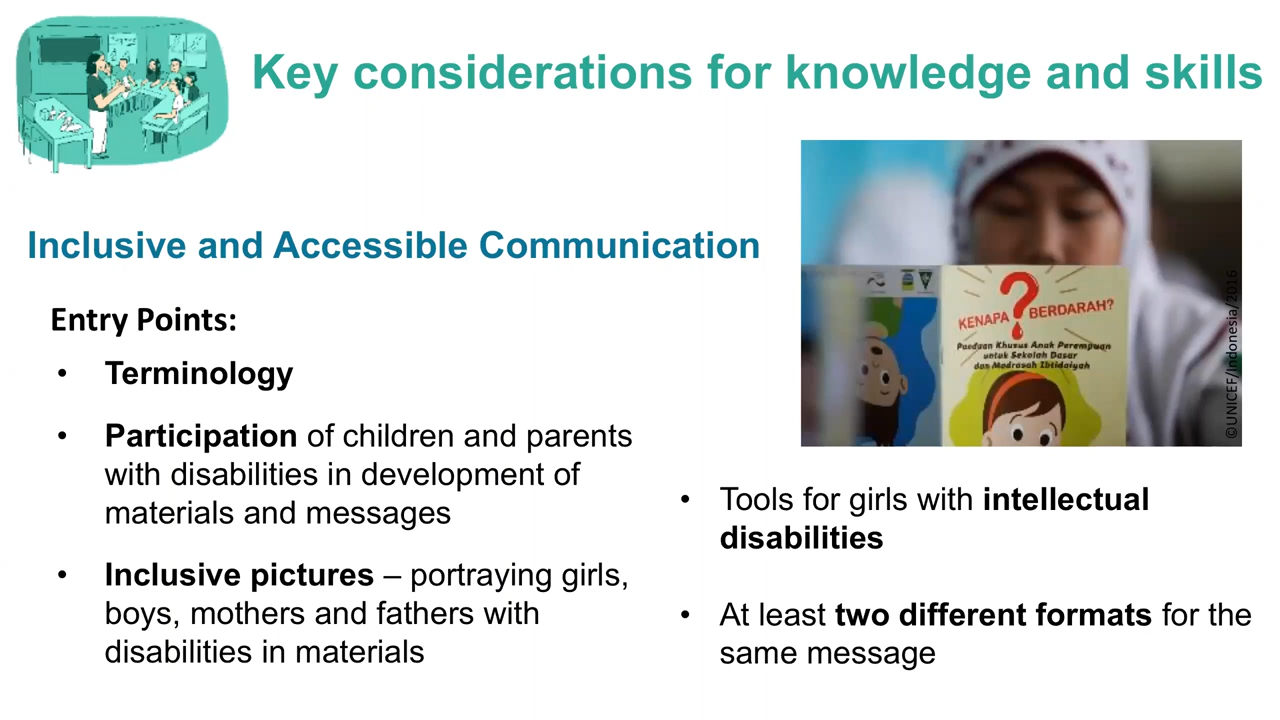 Key considerations for knowledge and skills
Inclusive and Accessible Communication
Entry Points:
• Terminology
• Participation of children and parents
with disabilities in development of
materials and messages
• Inclusive pictures – portraying girls,
boys, mothers and fathers with
disabilities in materials
KENAPA ? BERDARAH?
Panduan Khusus Anak Perempuan
untuk Sekolah Dasar
dan Madrasah Ibtidaiyah
©UNICEF/Indonesia/2016
• Tools for girls with intellectual
disabilities
• At least two different formats for the
same message